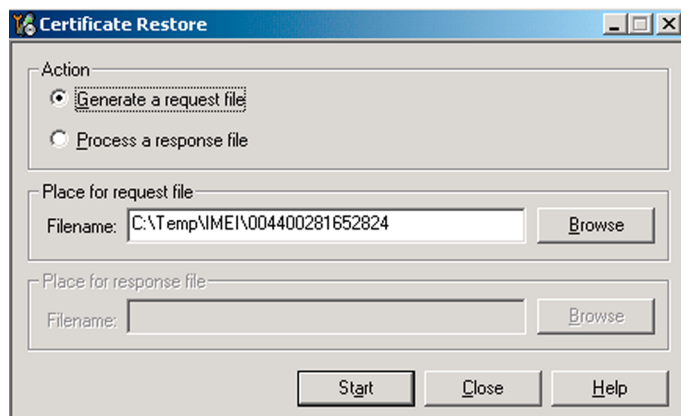 Certificate Restore
Action
Generate a request file
Process a response file
Place for request file
Filename: C:\Temp\IMEI\004400281652824 Browse
Place for response file
Filename: Browse
Start Close Help